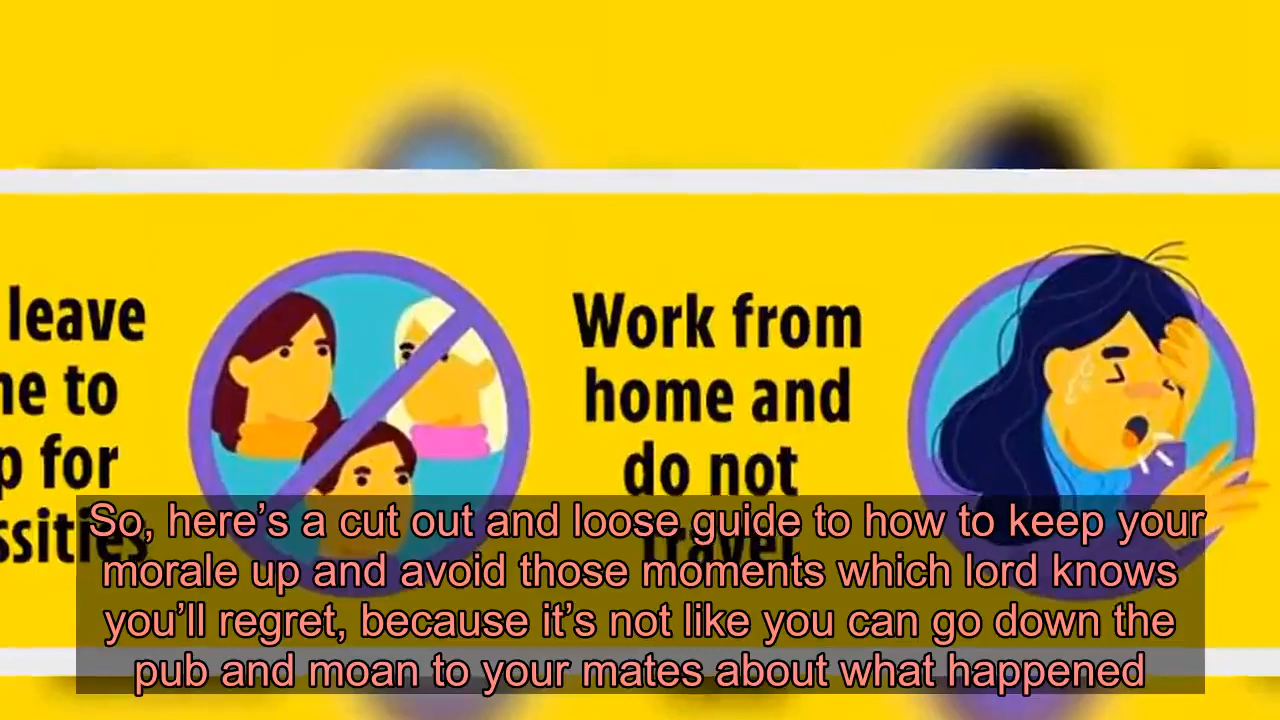 leave
to
for
Work from
home and
do not
travel
So, here’s a cut out and loose guide to how to keep your
morale up and avoid those moments which lord knows
you’ll regret, because it’s not like you can go down the
pub and moan to your mates about what happened